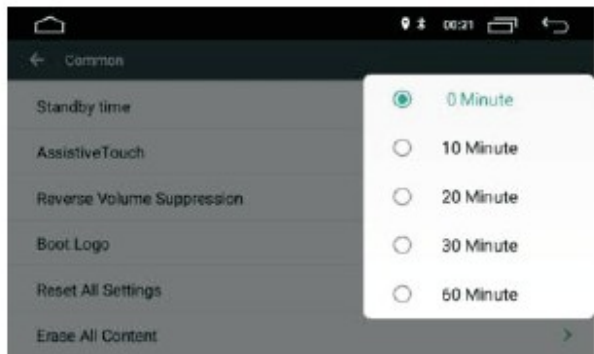 00:21
Common
Standby time
AssistiveTouch
Reverse Volume Suppression
Boot Logo
Reset All Settings
Erase All Content
0 Minute
10 Minute
20 Minute
30 Minute
60 Minute